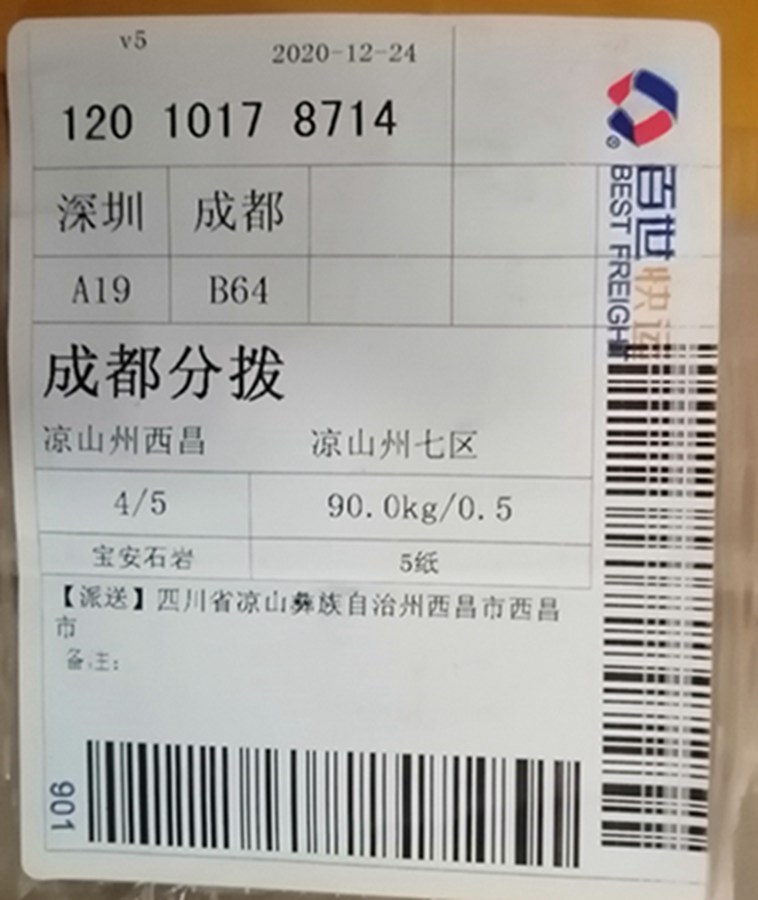 v5 2020-12-24
120 1017 8714
深圳 成都
A19 B64
成都分拨
凉山州西昌 凉山州七区
4/5 90.0kg/0.5
宝安石岩 5纸
【派送】四川省凉山彝族自治州西昌市西昌
市
备注:
901
百世快运
BEST FREIGHT